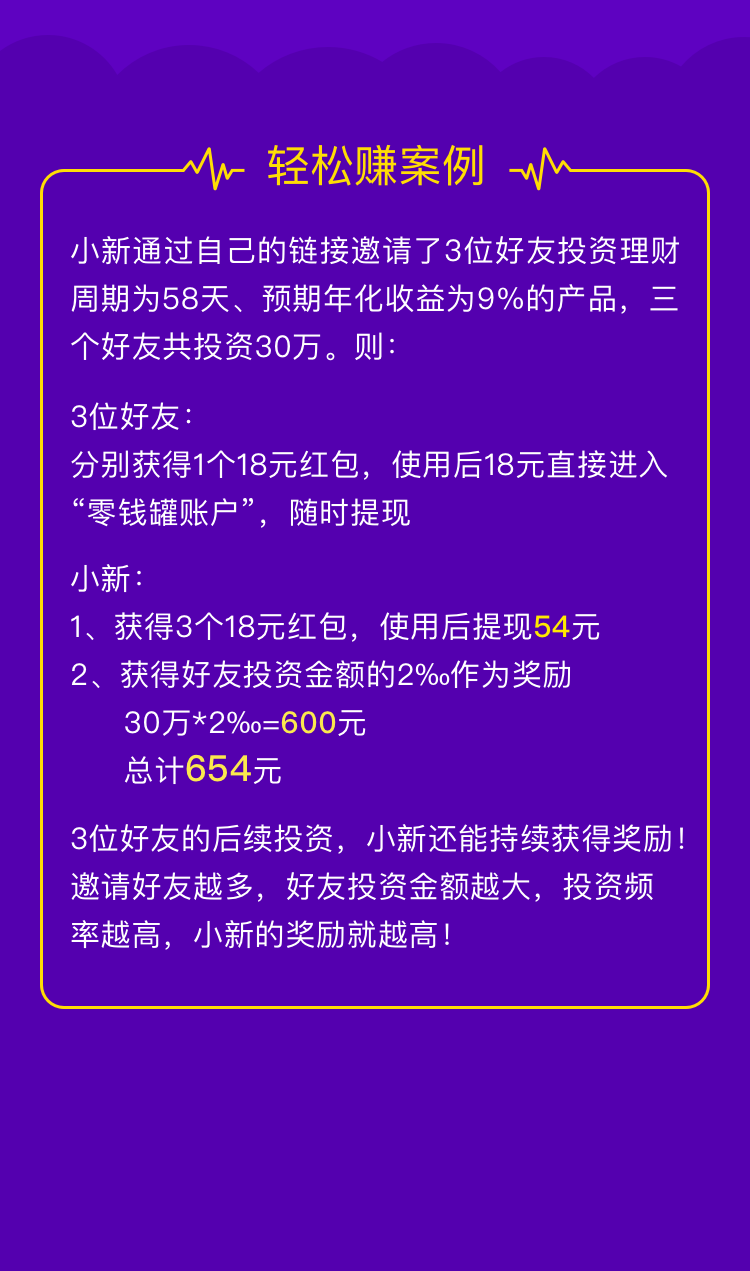 轻松赚案例
小新通过自己的链接邀请了3位好友投资理财
周期为58天、预期年化收益为9%的产品，三
个好友共投资30万。则：
3位好友：
分别获得1个18元红包，使用后18元直接进入
“零钱罐账户”，随时提现
小新：
1、获得3个18元红包，使用后提现54元
2、获得好友投资金额的2‰作为奖励
30万*2‰=600元
总计654元
3位好友的后续投资，小新还能持续获得奖励！
邀请好友越多，好友投资金额越大，投资频
率越高，小新的奖励就越高！